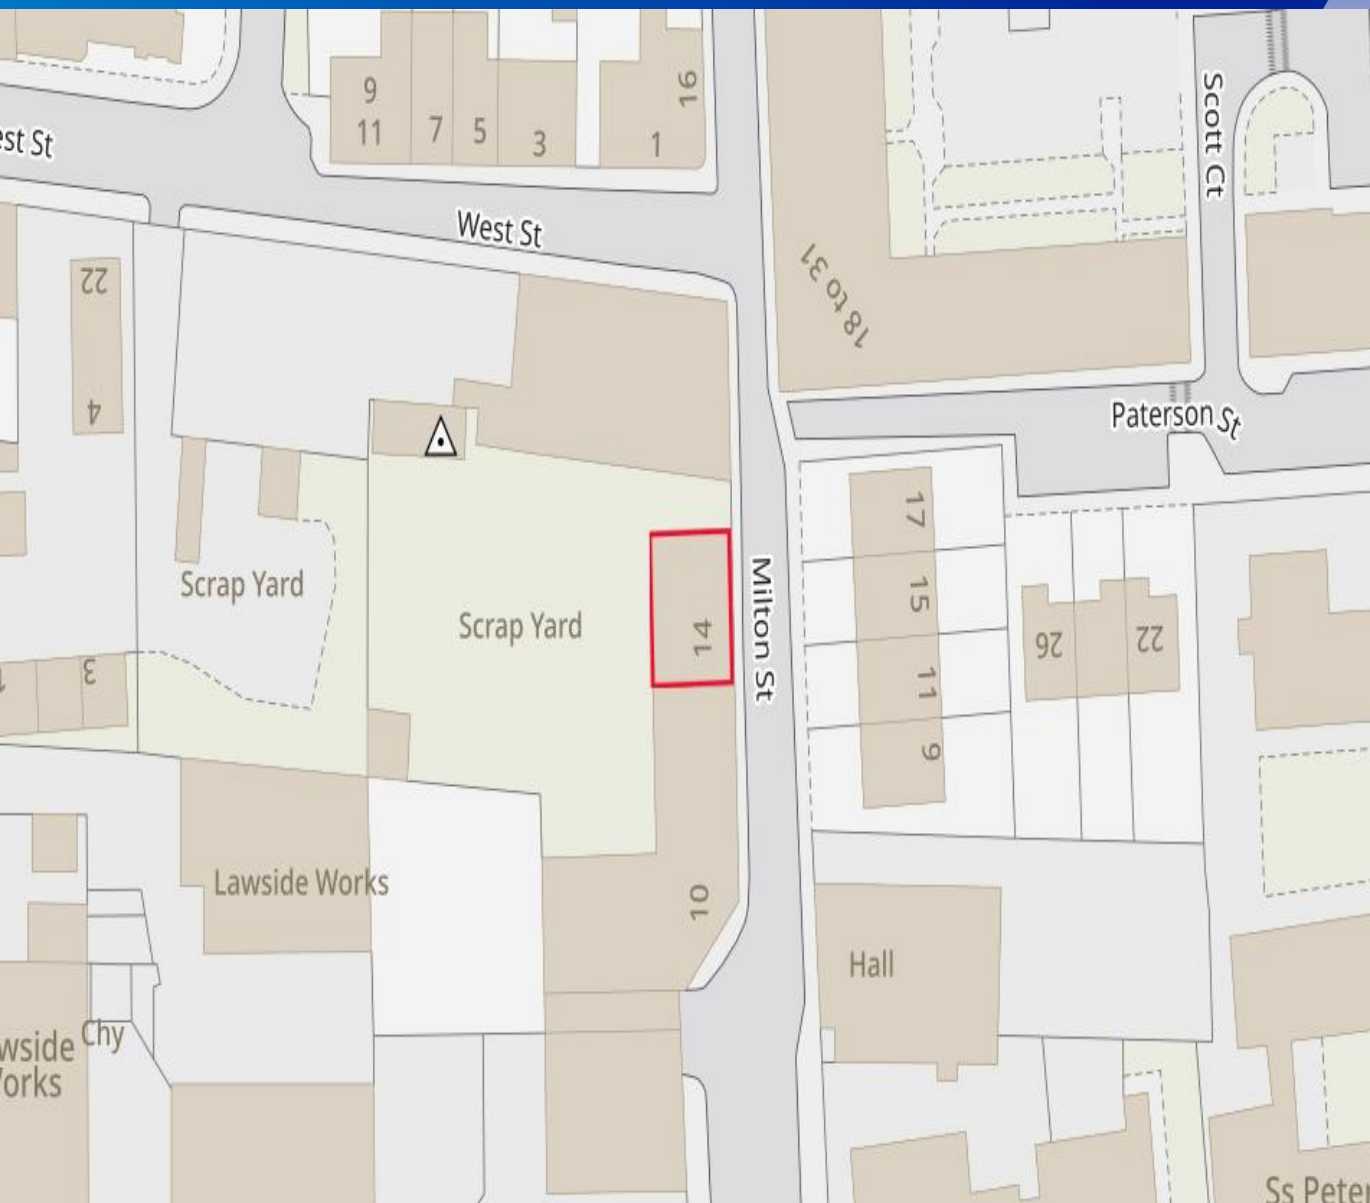 9
11
7
5
3
1
16
Scott Ct
est St
West St
18 to 31
22
4
Paterson St
17
15
11
9
Scrap Yard
Scrap Yard
14
Milton St
26
22
3
Lawside Works
10
Hall
Chy
wside
orks
Ss Peter